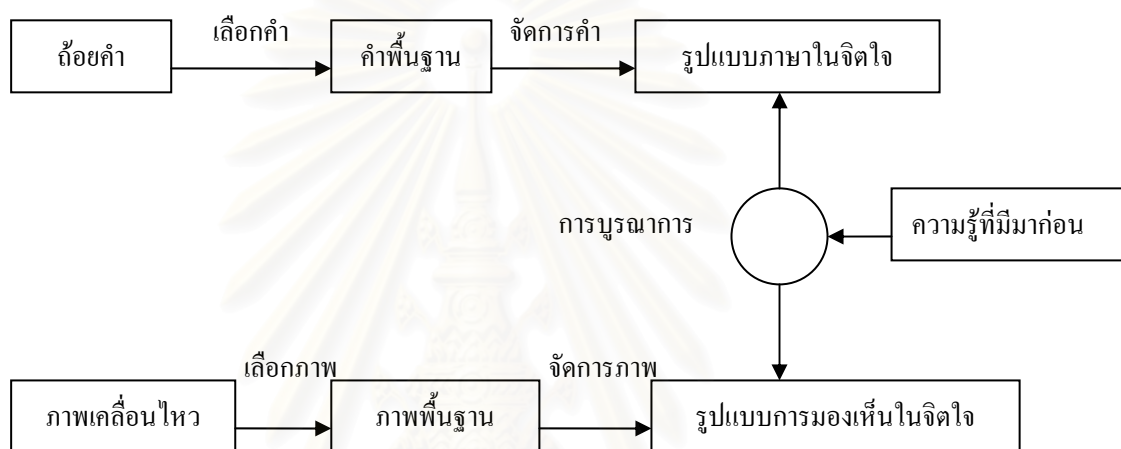 เลือกคำ
จัดการคำ
ถ้อยคำ
คำพื้นฐาน
รูปแบบภาษาในจิตใจ
การบูรณาการ
ความรู้ที่มีมาก่อน
เลือกภาพ
จัดการภาพ
ภาพเคลื่อนไหว
ภาพพื้นฐาน
รูปแบบการมองเห็นในจิตใจ